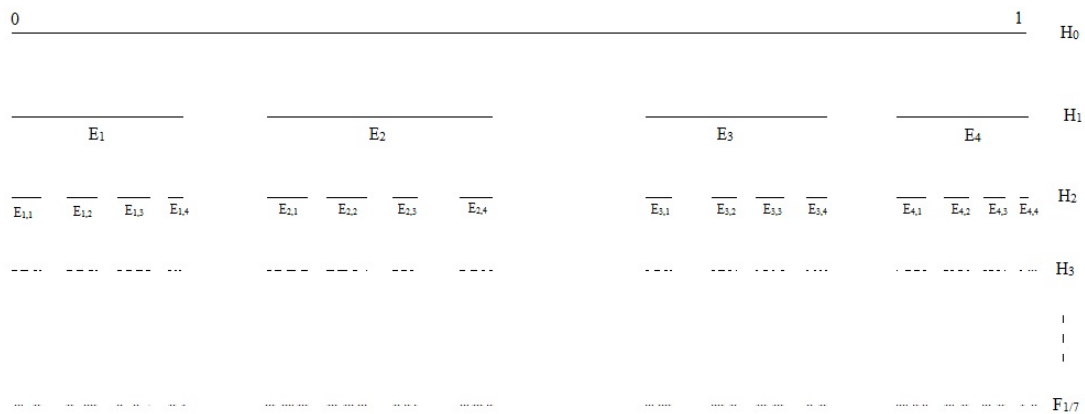 0 1 H₀
H₁
E₁ E₂ E₃ E₄
H₂
E₁,₁ E₁,₂ E₁,₃ E₁,₄ E₂,₁ E₂,₂ E₂,₃ E₂,₄ E₃,₁ E₃,₂ E₃,₃ E₃,₄ E₄,₁ E₄,₂ E₄,₃ E₄,₄
H₃
F₁/₇